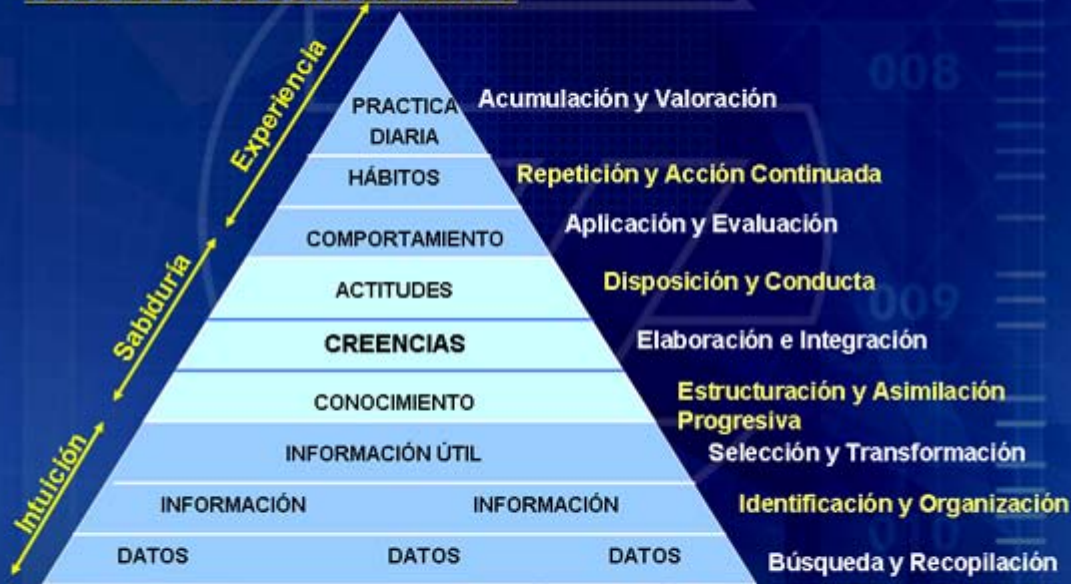 Experiencia
Sabiduría
Intuición
PRACTICA
DIARIA
Acumulación y Valoración
HÁBITOS
Repetición y Acción Continuada
COMPORTAMIENTO
Aplicación y Evaluación
ACTITUDES
Disposición y Conducta
CREENCIAS
Elaboración e Integración
CONOCIMIENTO
Estructuración y Asimilación
Progresiva
INFORMACIÓN ÚTIL
Selección y Transformación
INFORMACIÓN INFORMACIÓN
Identificación y Organización
DATOS DATOS DATOS
Búsqueda y Recopilación
008
009
010